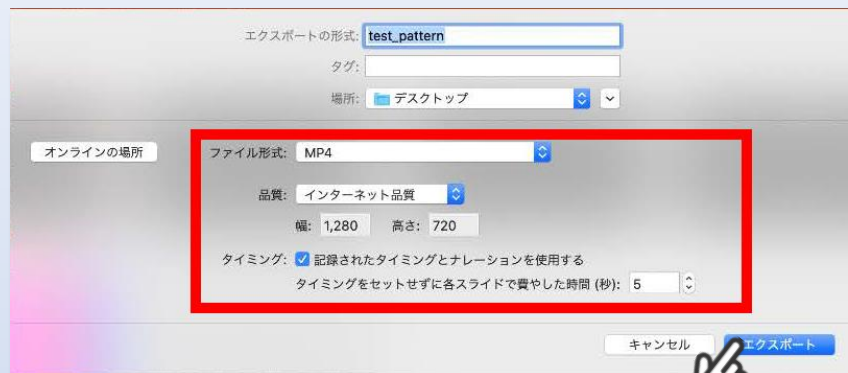 エクスポートの形式: test_pattern
タグ:
場所: デスクトップ
オンラインの場所 ファイル形式: MP4
品質: インターネット品質
幅: 1,280 高さ: 720
タイミング: 記録されたタイミングとナレーションを使用する
タイミングをセットせずに各スライドで費やした時間 (秒): 5
キャンセル エクスポート